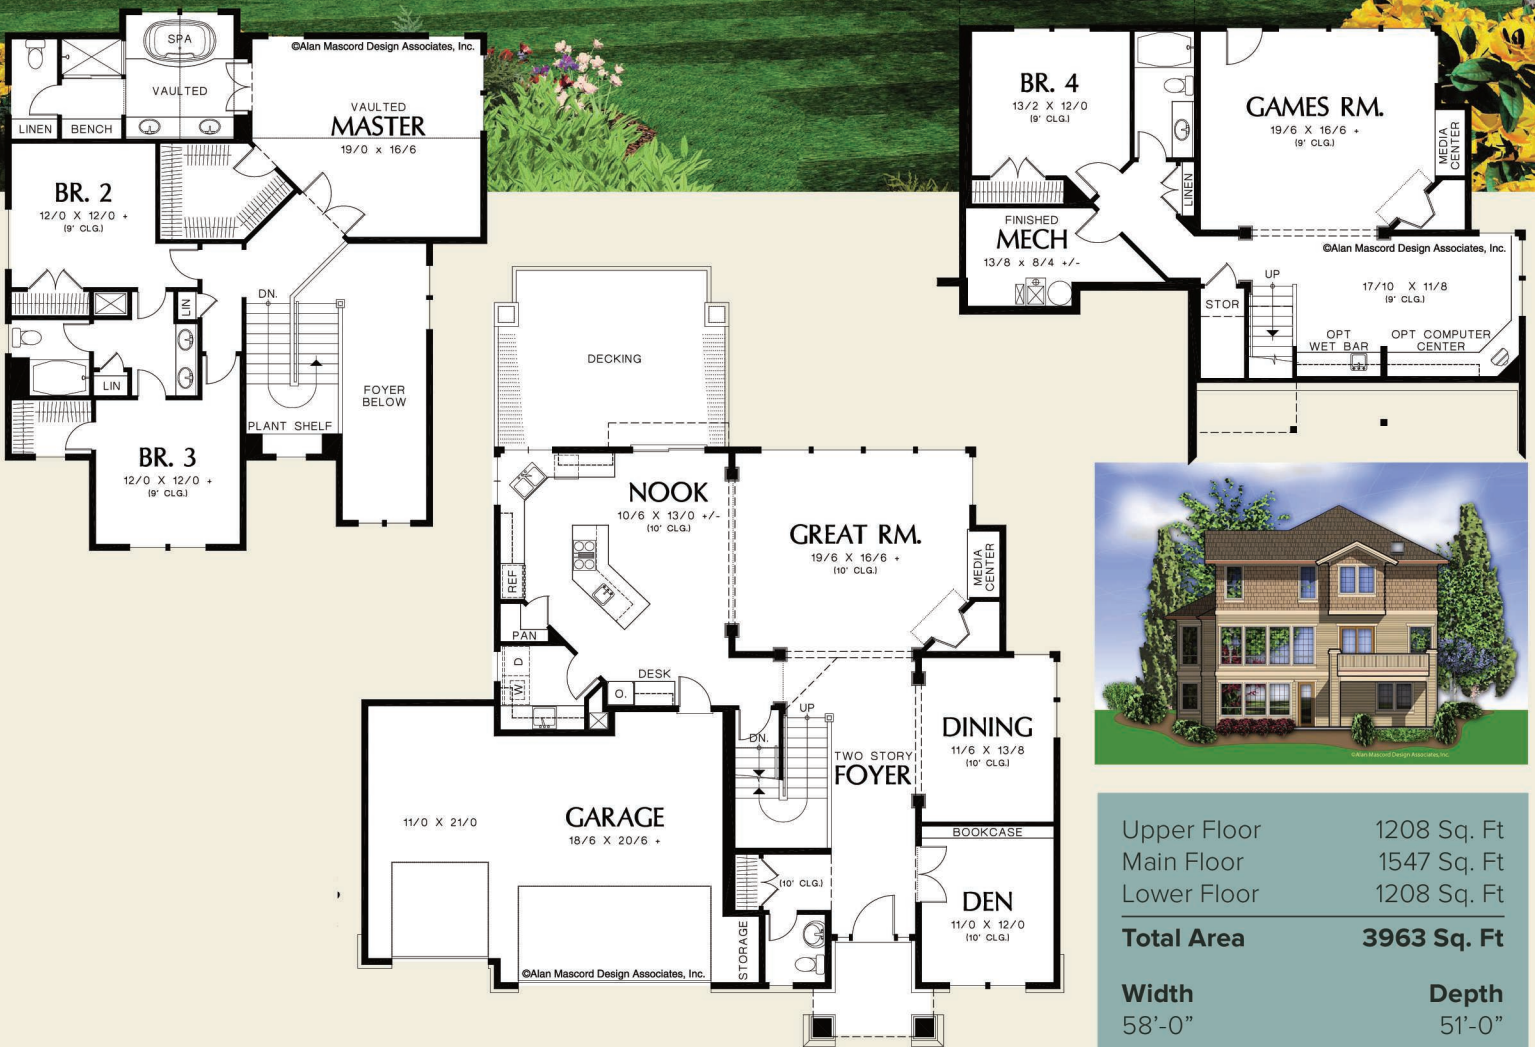 SPA
©Alan Mascord Design Associates, Inc.
VAULTED
LINEN
BENCH
VAULTED
MASTER
19/0 x 16/6
BR. 2
12/0 X 12/0 +
(9' CLG.)
LIN
DN.
LIN
FOYER
BELOW
PLANT SHELF
BR. 3
12/0 X 12/0 +
(9' CLG.)
BR. 4
13/2 X 12/0
(9' CLG.)
GAMES RM.
19/6 X 16/6 +
(9' CLG.)
MEDIA
CENTER
LINEN
FINISHED
MECH
13/8 x 8/4 +/-
©Alan Mascord Design Associates, Inc.
UP
STOR
17/10 X 11/8
(9' CLG.)
OPT
WET BAR
OPT COMPUTER
CENTER
DECKING
NOOK
10/6 X 13/0 +/-
(10' CLG.)
GREAT RM.
19/6 X 16/6 +
(10' CLG.)
MEDIA
CENTER
REF
PAN
D
W
DESK
O.
UP
DN.
TWO STORY
FOYER
DINING
11/6 X 13/8
(10' CLG.)
BOOKCASE
11/0 X 21/0
GARAGE
18/6 X 20/6 +
(10' CLG.)
DEN
11/0 X 12/0
(10' CLG.)
STORAGE
©Alan Mascord Design Associates, Inc.
©Alan Mascord Design Associates, Inc.
Upper Floor 1208 Sq. Ft
Main Floor 1547 Sq. Ft
Lower Floor 1208 Sq. Ft
Total Area 3963 Sq. Ft
Width Depth
58'-0” 51'-0”